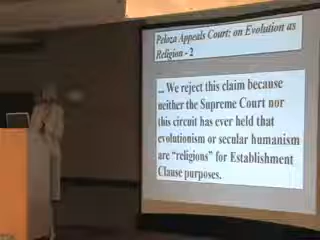 Peloza Appeals Court: on Evolution as
Religion - 2
... We reject this claim because
neither the Supreme Court nor
this circuit has ever held that
evolutionism or secular humanism
are “religions” for Establishment
Clause purposes.